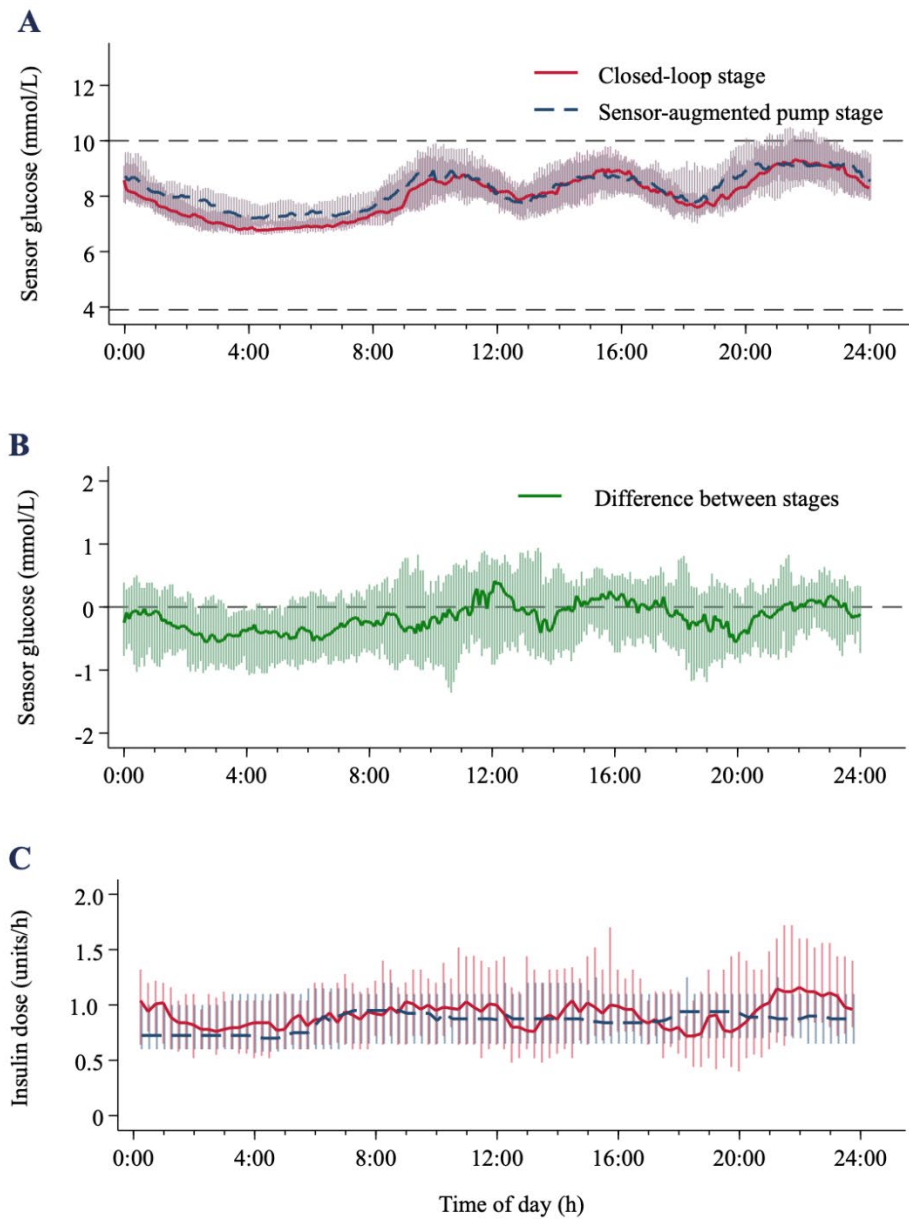 A
Sensor glucose (mmol/L)
12
10
8
6
4
Closed-loop stage
Sensor-augmented pump stage
0:00 4:00 8:00 12:00 16:00 20:00 24:00
B
Sensor glucose (mmol/L)
2
1
0
-1
-2
Difference between stages
0:00 4:00 8:00 12:00 16:00 20:00 24:00
C
Insulin dose (units/h)
2.0
1.5
1.0
0.5
0
0:00 4:00 8:00 12:00 16:00 20:00 24:00
Time of day (h)